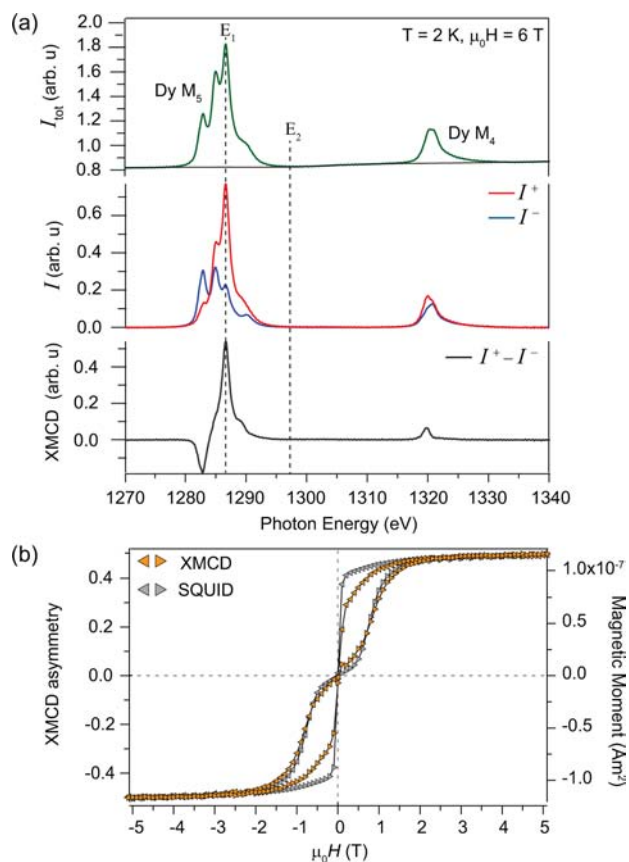 (a)
T = 2 K, μ₀H = 6 T
E₁
E₂
Dy M₅
Dy M₄
I_tot (arb. u)
2.0
1.8
1.6
1.4
1.2
1.0
0.8
I⁺
I⁻
I (arb. u)
0.6
0.4
0.2
0.0
I⁺ – I⁻
XMCD (arb. u)
0.4
0.2
0.0
1270 1280 1290 1300 1310 1320 1330 1340
Photon Energy (eV)
(b)
XMCD
SQUID
XMCD asymmetry
0.4
0.2
0.0
-0.2
-0.4
1.0x10⁻⁷
0.5
0.0
-0.5
-1.0
Magnetic Moment (Am²)
-5 -4 -3 -2 -1 0 1 2 3 4 5
μ₀H (T)